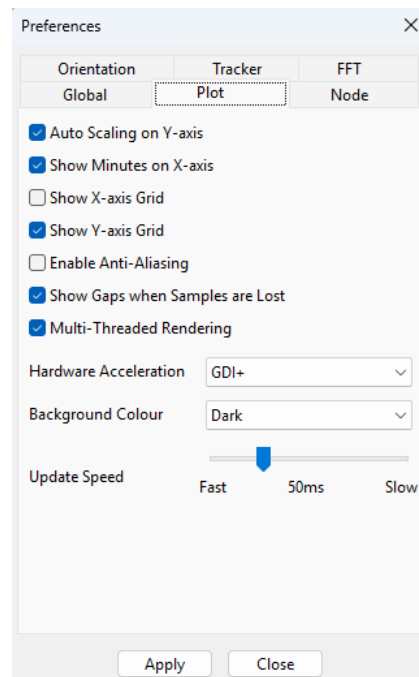 Preferences
Orientation Tracker FFT
Global Plot Node
Auto Scaling on Y-axis
Show Minutes on X-axis
Show X-axis Grid
Show Y-axis Grid
Enable Anti-Aliasing
Show Gaps when Samples are Lost
Multi-Threaded Rendering
Hardware Acceleration GDI+
Background Colour Dark
Update Speed
Fast 50ms Slow
Apply Close